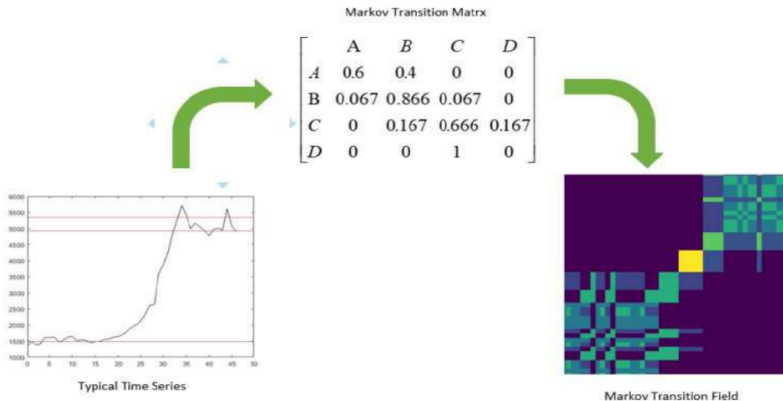 Markov Transition Matrx
A B C D
A 0.6 0.4 0 0
B 0.067 0.866 0.067 0
C 0 0.167 0.666 0.167
D 0 0 1 0
6000
5500
5000
4500
4000
3500
3000
2500
2000
1500
1000
0 5 10 15 20 25 30 35 40 45 50
Typical Time Series
Markov Transition Field